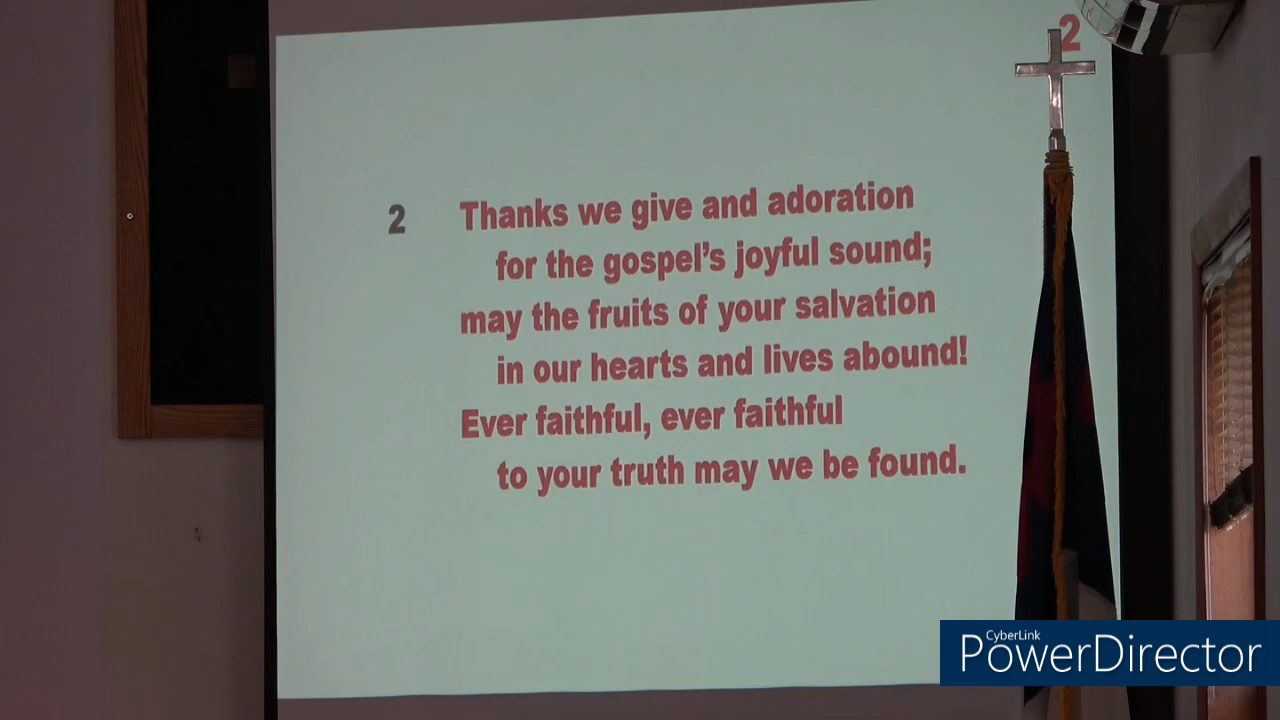 2
2 Thanks we give and adoration
for the gospel's joyful sound;
may the fruits of your salvation
in our hearts and lives abound!
Ever faithful, ever faithful
to your truth may we be found.
CyberLink
PowerDirector